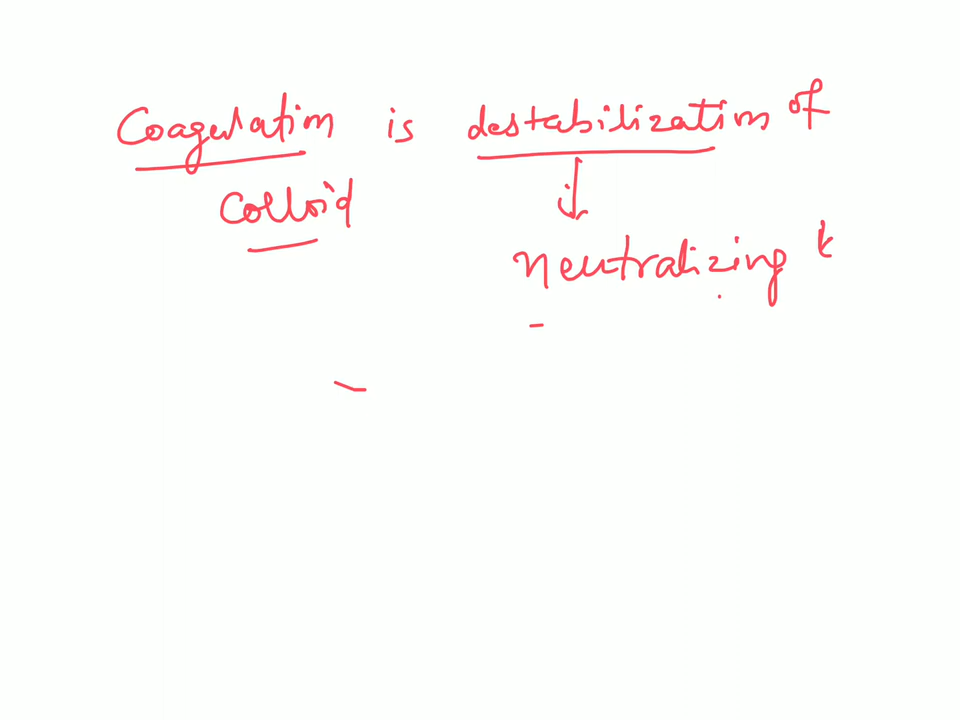 Coagulation is destabilization of
colloid
neutralizing t